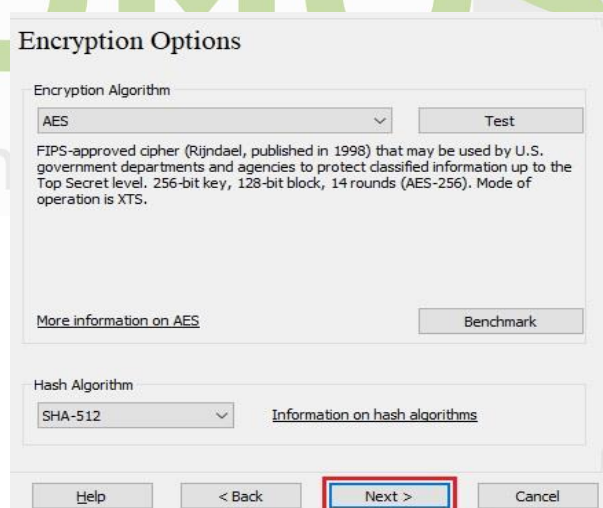 Encryption Options
Encryption Algorithm
AES
Test
FIPS-approved cipher (Rijndael, published in 1998) that may be used by U.S.
government departments and agencies to protect classified information up to the
Top Secret level. 256-bit key, 128-bit block, 14 rounds (AES-256). Mode of
operation is XTS.
More information on AES
Benchmark
Hash Algorithm
SHA-512
Information on hash algorithms
Help
< Back
Next >
Cancel